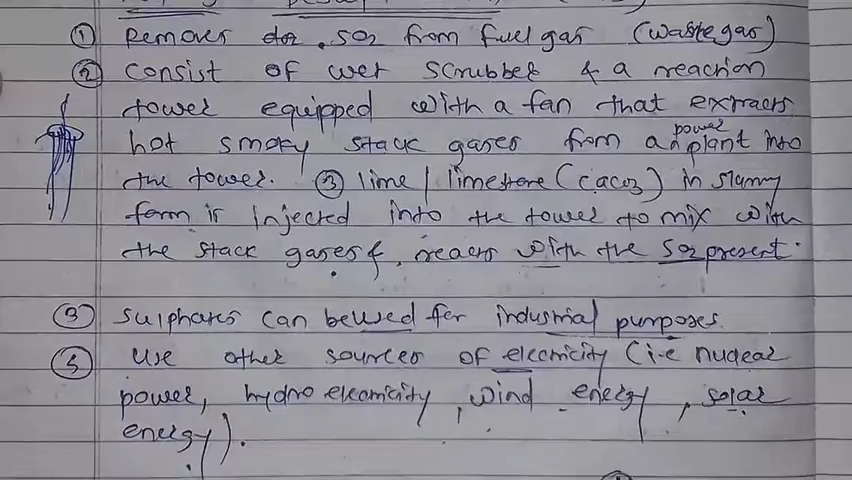 ① Removes SO2 from fuel gas (waste gas)
② Consist of wet scrubber & a reaction
tower equipped with a fan that extracts
hot smoky stack gases from a power plant into
the tower. ③ lime / limestone (CaCO3) in slurry
form is injected into the tower to mix with
the stack gases & reacts with the SO2 present.
③ Sulphates can be used for industrial purposes.
⑤ Use other sources of electricity (i.e nuclear
power, hydro electricity, wind energy, solar
energy).